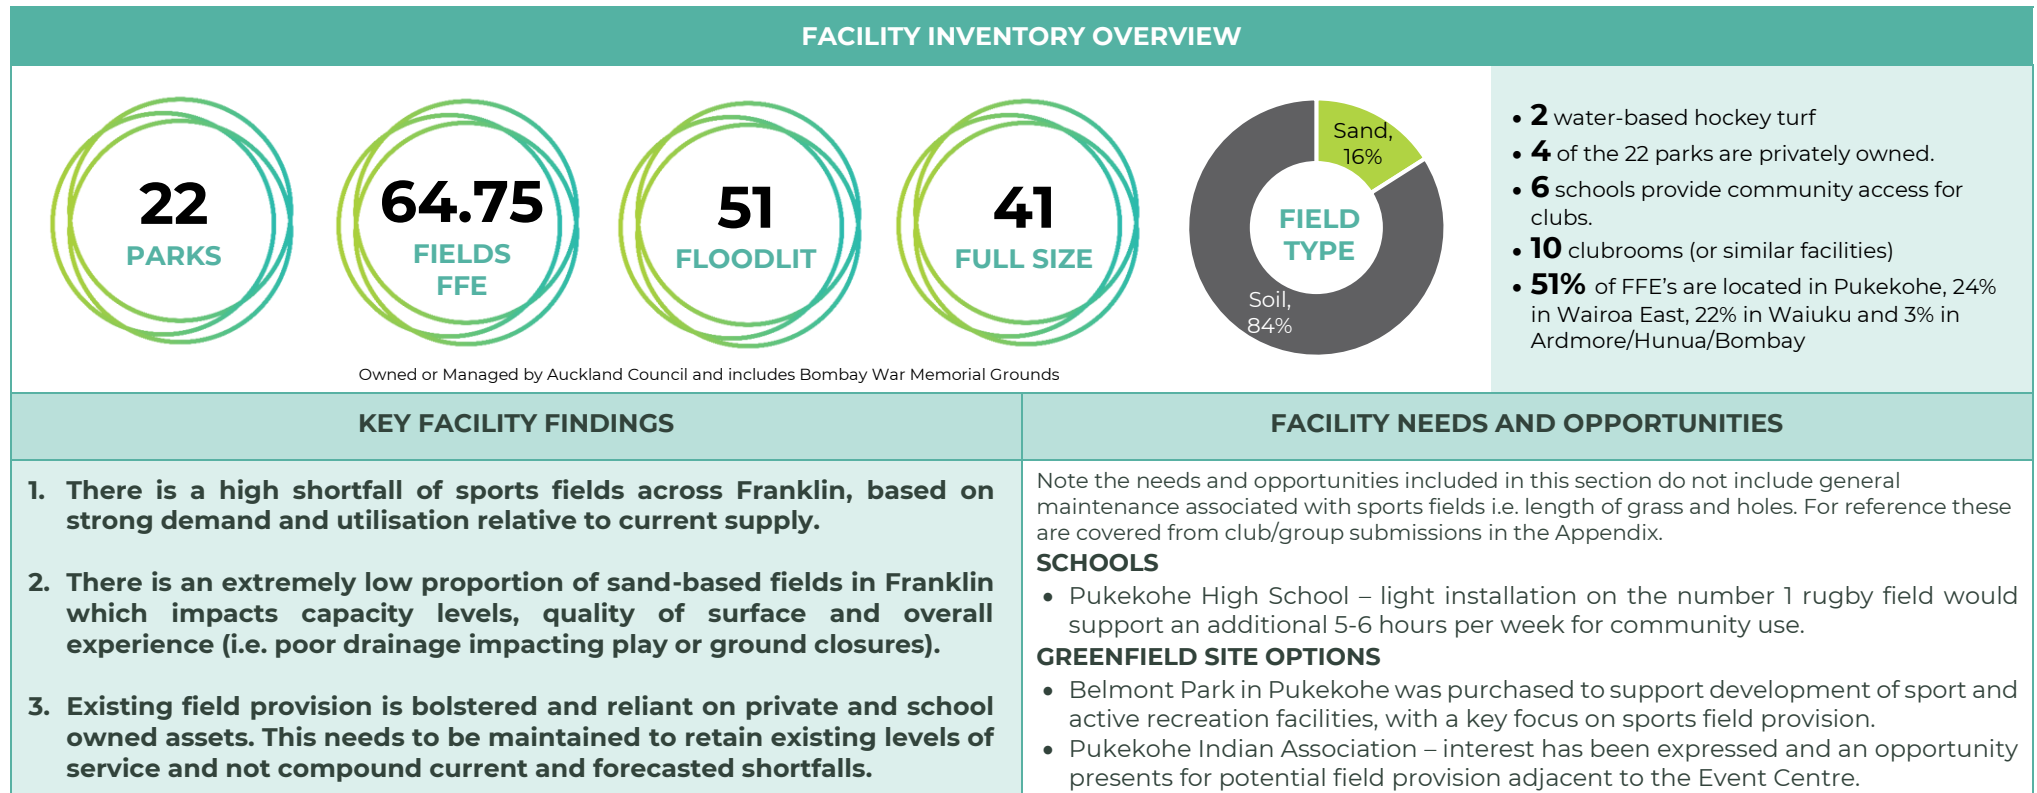 FACILITY INVENTORY OVERVIEW
22
PARKS
64.75
FIELDS
FFE
51
FLOODLIT
41
FULL SIZE
Sand,
16%
FIELD
TYPE
Soil,
84%
• 2 water-based hockey turf
• 4 of the 22 parks are privately owned.
• 6 schools provide community access for
clubs.
• 10 clubrooms (or similar facilities)
• 51% of FFE's are located in Pukekohe, 24%
in Wairoa East, 22% in Waiuku and 3% in
Ardmore/Hunua/Bombay
Owned or Managed by Auckland Council and includes Bombay War Memorial Grounds
KEY FACILITY FINDINGS
1. There is a high shortfall of sports fields across Franklin, based on
strong demand and utilisation relative to current supply.
2. There is an extremely low proportion of sand-based fields in Franklin
which impacts capacity levels, quality of surface and overall
experience (i.e. poor drainage impacting play or ground closures).
3. Existing field provision is bolstered and reliant on private and school
owned assets. This needs to be maintained to retain existing levels of
service and not compound current and forecasted shortfalls.
FACILITY NEEDS AND OPPORTUNITIES
Note the needs and opportunities included in this section do not include general
maintenance associated with sports fields i.e. length of grass and holes. For reference these
are covered from club/group submissions in the Appendix.
SCHOOLS
• Pukekohe High School – light installation on the number 1 rugby field would
support an additional 5-6 hours per week for community use.
GREENFIELD SITE OPTIONS
• Belmont Park in Pukekohe was purchased to support development of sport and
active recreation facilities, with a key focus on sports field provision.
• Pukekohe Indian Association – interest has been expressed and an opportunity
presents for potential field provision adjacent to the Event Centre.